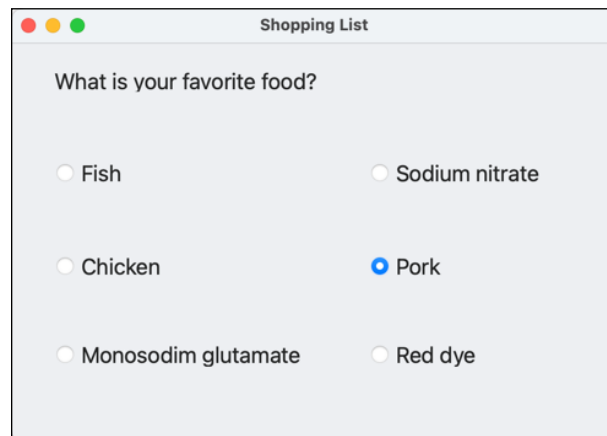 Shopping List
What is your favorite food?
Fish
Sodium nitrate
Chicken
Pork
Monosodim glutamate
Red dye